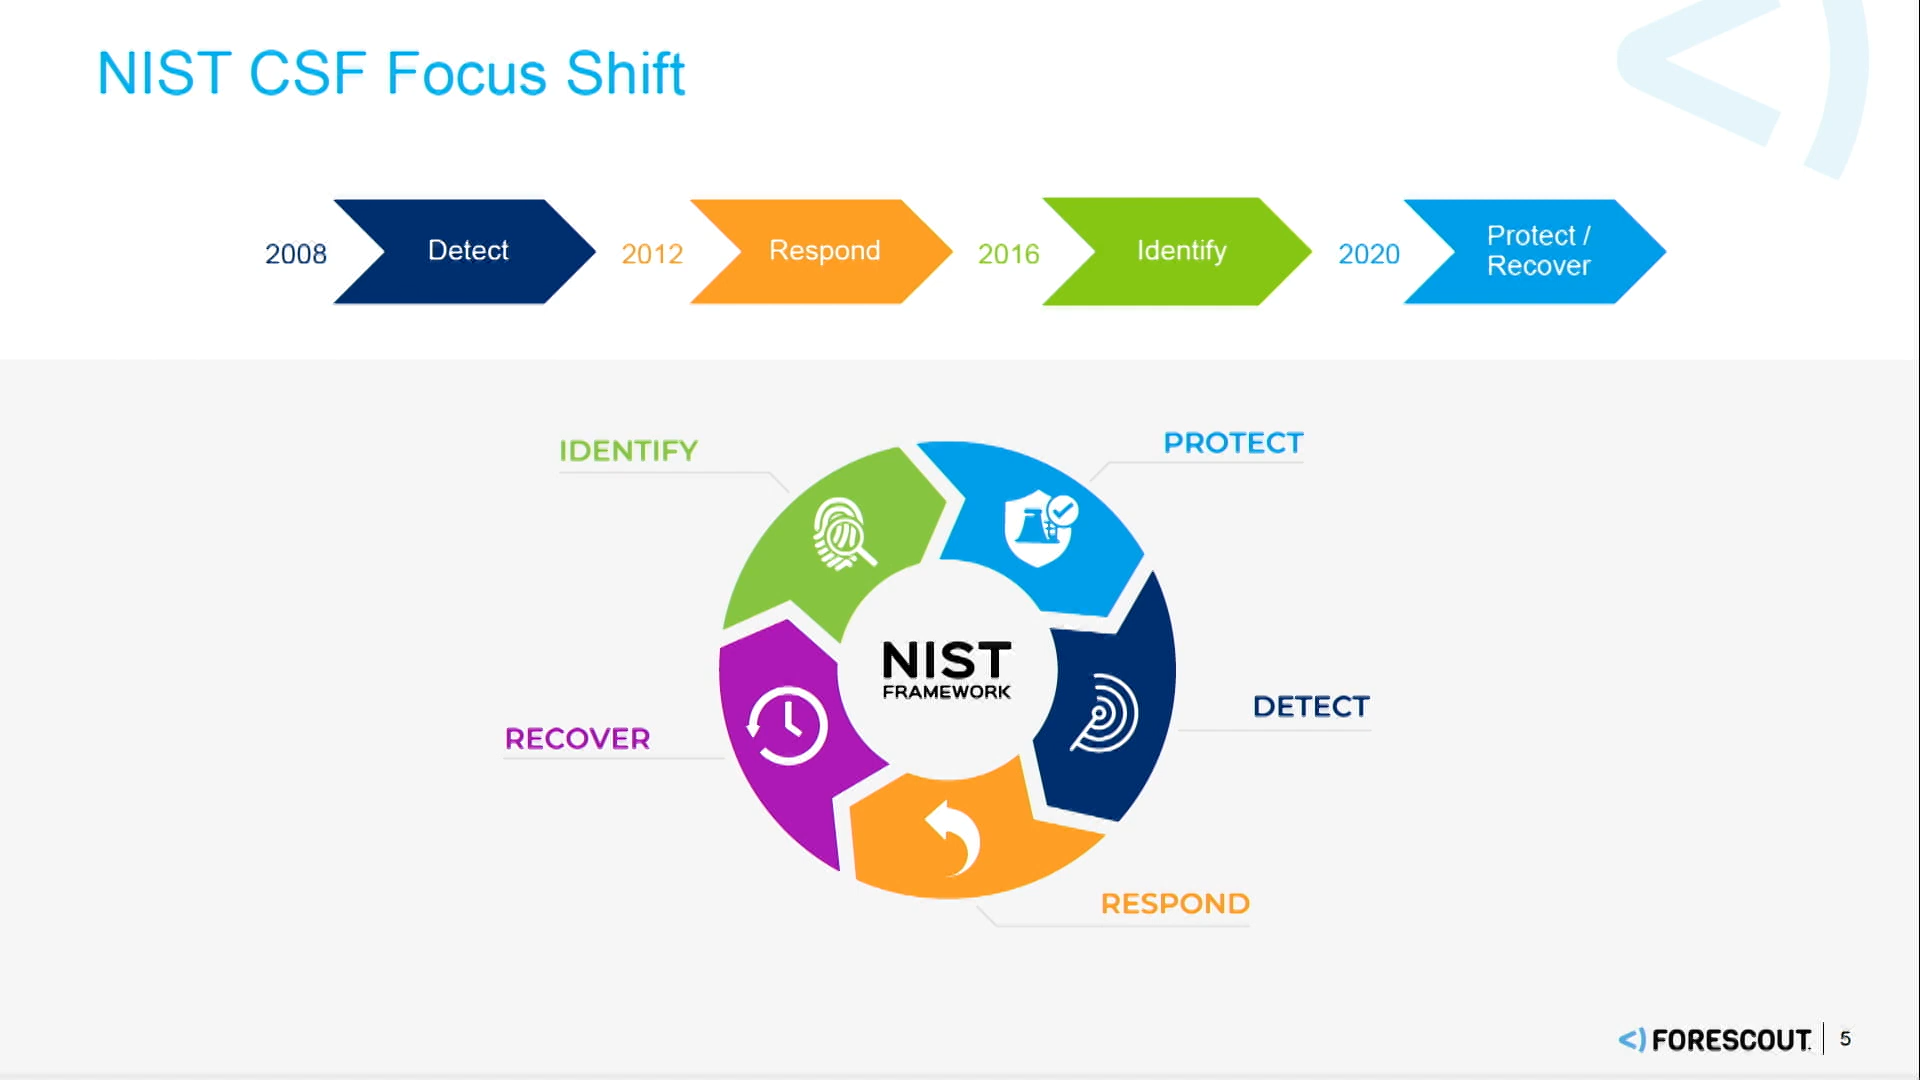 NIST CSF Focus Shift
2008
Detect
2012
Respond
2016
Identify
2020
Protect /
Recover
IDENTIFY
PROTECT
NIST
FRAMEWORK
DETECT
RECOVER
RESPOND
FORESCOUT
5